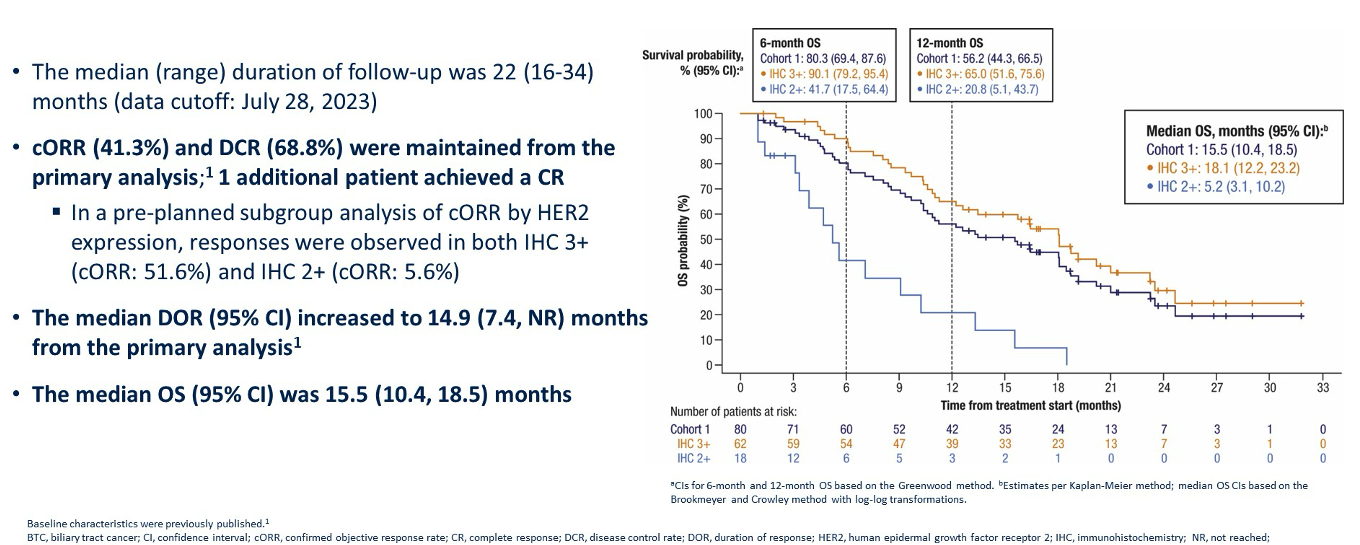 • The median (range) duration of follow-up was 22 (16-34)
months (data cutoff: July 28, 2023)
• cORR (41.3%) and DCR (68.8%) were maintained from the
primary analysis;¹ 1 additional patient achieved a CR
▪ In a pre-planned subgroup analysis of cORR by HER2
expression, responses were observed in both IHC 3+
(cORR: 51.6%) and IHC 2+ (cORR: 5.6%)
• The median DOR (95% CI) increased to 14.9 (7.4, NR) months
from the primary analysis¹
• The median OS (95% CI) was 15.5 (10.4, 18.5) months
Survival probability,
% (95% CI):ᵃ
6-month OS
Cohort 1: 80.3 (69.4, 87.6)
• IHC 3+: 90.1 (79.2, 95.4)
• IHC 2+: 41.7 (17.5, 64.4)
12-month OS
Cohort 1: 56.2 (44.3, 66.5)
• IHC 3+: 65.0 (51.6, 75.6)
• IHC 2+: 20.8 (5.1, 43.7)
Median OS, months (95% CI):ᵇ
Cohort 1: 15.5 (10.4, 18.5)
• IHC 3+: 18.1 (12.2, 23.2)
• IHC 2+: 5.2 (3.1, 10.2)
OS probability (%)
100
90
80
70
60
50
40
30
20
10
0
0 3 6 9 12 15 18 21 24 27 30 33
Time from treatment start (months)
Number of patients at risk:
Cohort 1 80 71 60 52 42 35 24 13 7 3 1 0
IHC 3+ 62 59 54 47 39 33 23 13 7 3 1 0
IHC 2+ 18 12 6 5 3 2 1 0 0 0 0 0
ᵃCIs for 6-month and 12-month OS based on the Greenwood method. ᵇEstimates per Kaplan-Meier method; median OS CIs based on the
Brookmeyer and Crowley method with log-log transformations.
Baseline characteristics were previously published.¹
BTC, biliary tract cancer; CI, confidence interval; cORR, confirmed objective response rate; CR, complete response; DCR, disease control rate; DOR, duration of response; HER2, human epidermal growth factor receptor 2; IHC, immunohistochemistry; NR, not reached;